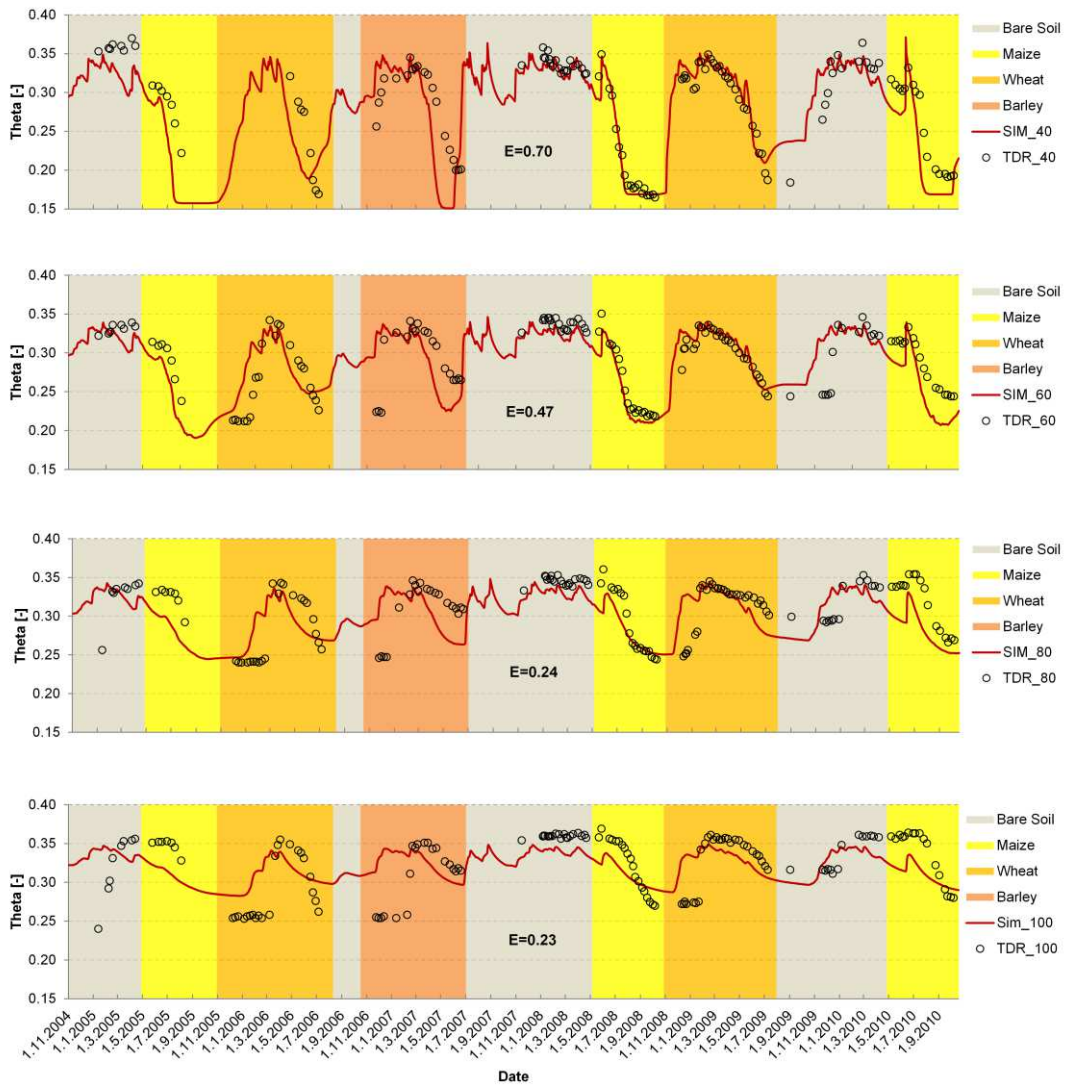 Theta [-]
0.40
0.35
0.30
0.25
0.20
0.15
E=0.70
Bare Soil
Maize
Wheat
Barley
SIM_40
TDR_40
Theta [-]
0.40
0.35
0.30
0.25
0.20
0.15
E=0.47
Bare Soil
Maize
Wheat
Barley
SIM_60
TDR_60
Theta [-]
0.40
0.35
0.30
0.25
0.20
0.15
E=0.24
Bare Soil
Maize
Wheat
Barley
SIM_80
TDR_80
Theta [-]
0.40
0.35
0.30
0.25
0.20
0.15
E=0.23
Bare Soil
Maize
Wheat
Barley
Sim_100
TDR_100
1.11.2004
1.1.2005
1.3.2005
1.5.2005
1.7.2005
1.9.2005
1.11.2005
1.1.2006
1.3.2006
1.5.2006
1.7.2006
1.9.2006
1.11.2006
1.1.2007
1.3.2007
1.5.2007
1.7.2007
1.9.2007
1.11.2007
1.1.2008
1.3.2008
1.5.2008
1.7.2008
1.9.2008
1.11.2008
1.1.2009
1.3.2009
1.5.2009
1.7.2009
1.9.2009
1.11.2009
1.1.2010
1.3.2010
1.5.2010
1.7.2010
1.9.2010
Date